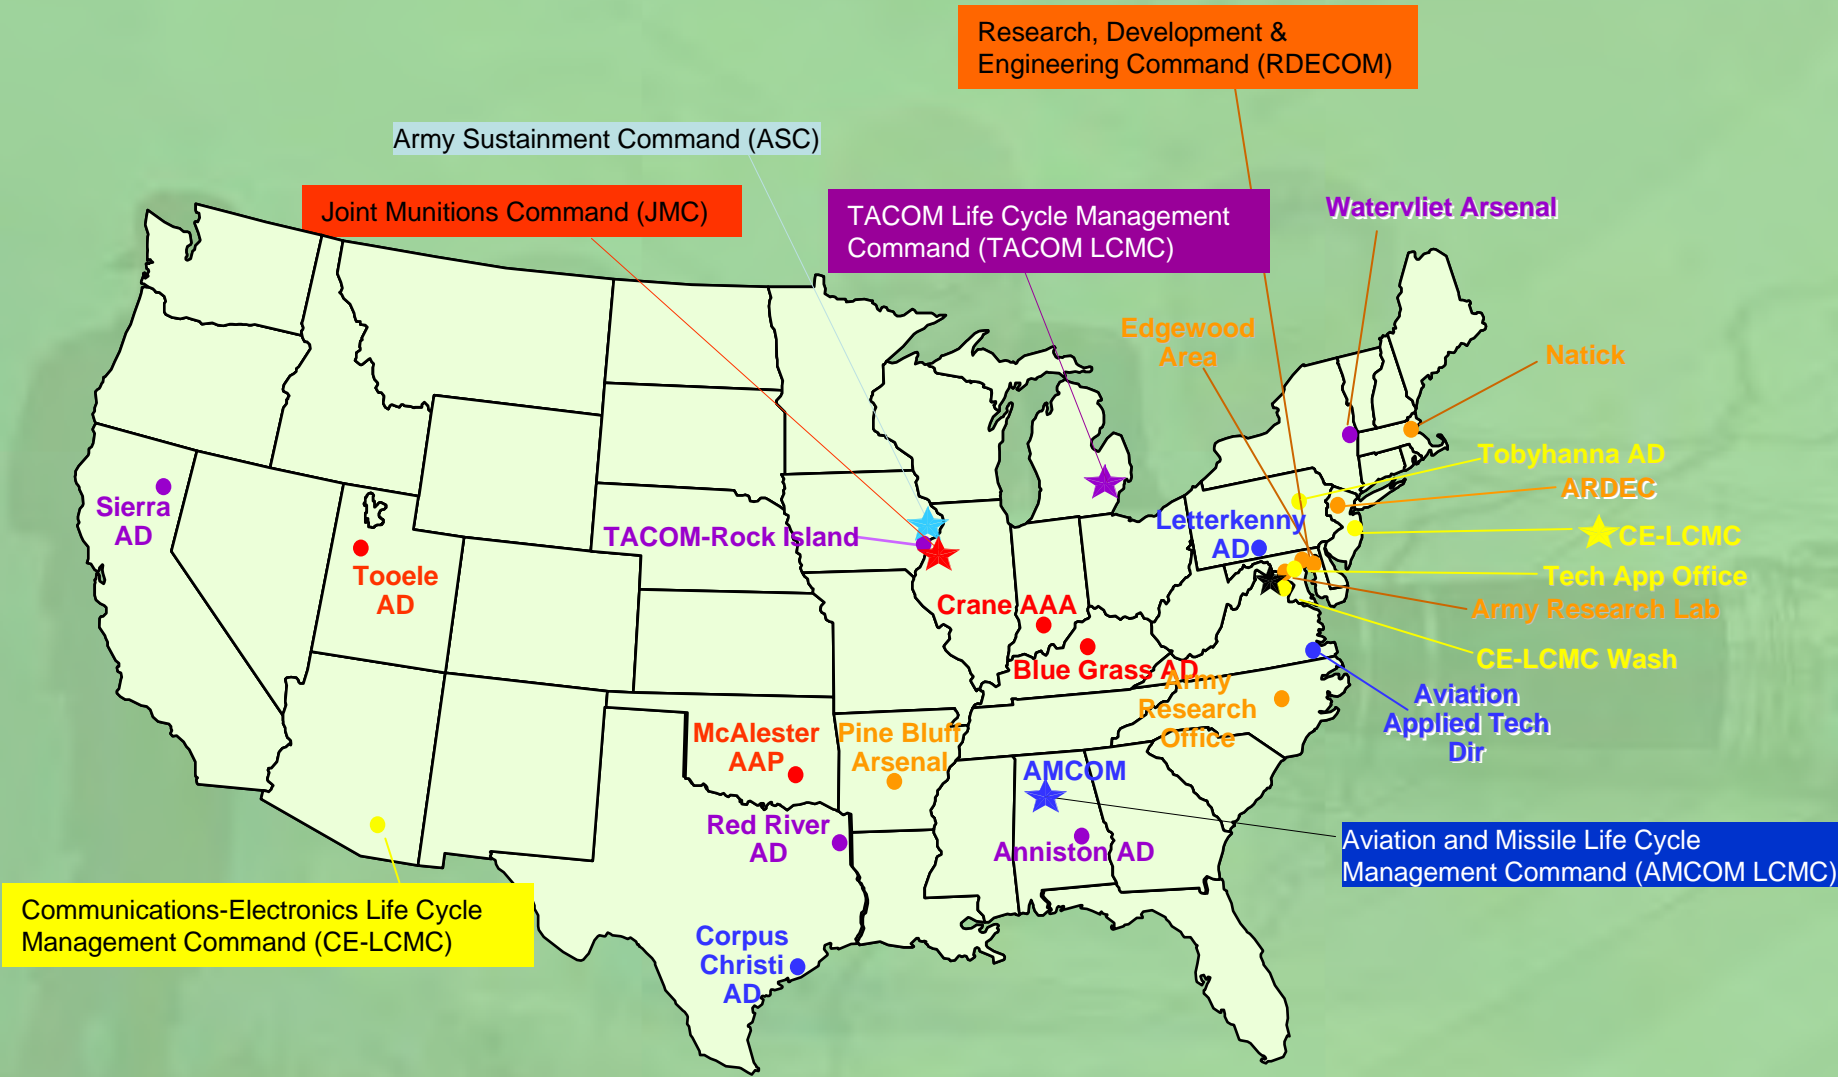 Research, Development &
Engineering Command (RDECOM)
Army Sustainment Command (ASC)
Joint Munitions Command (JMC)
TACOM Life Cycle Management
Command (TACOM LCMC)
Watervliet Arsenal
Edgewood
Area
Natick
Tobyhanna AD
ARDEC
Sierra
AD
TACOM-Rock Island
Letterkenny
AD
CE-LCMC
Tooele
AD
Tech App Office
Crane AAA
Army Research Lab
Blue Grass AD
CE-LCMC Wash
Army
Research
Office
Aviation
Applied Tech
Dir
McAlester
AAP
Pine Bluff
Arsenal
AMCOM
Red River
AD
Anniston AD
Aviation and Missile Life Cycle
Management Command (AMCOM LCMC)
Communications-Electronics Life Cycle
Management Command (CE-LCMC)
Corpus
Christi
AD